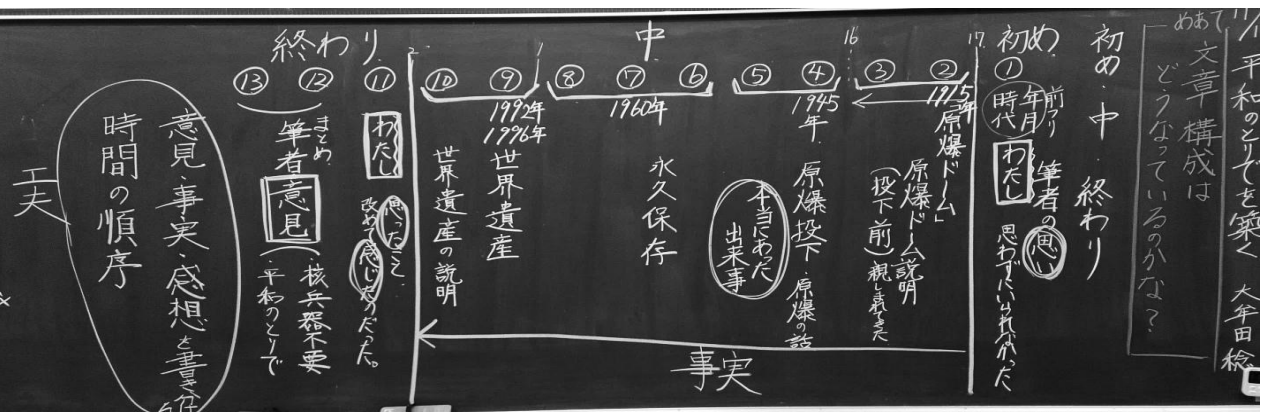 11/1 平和のとりでを築く 大牟田稔
めあて
文章構成は
どうなっているのかな？
初め・中・終わり
初め
①
前フリ
年月
時代
筆者の思い
わたし
思わずにいられなかった
17
中
②
③
1915年
「原爆ドーム」
原爆ドーム説明
（投下前）親しまれてきた
16
④
⑤
1945年
原爆投下・原爆の話
本当にあった
出来事
⑥
⑦
⑧
1960年
永久保存
⑨
⑩
1992年
1996年
世界遺産
世界遺産の説明
事実
終わり
⑪
わたし
思ったこと、
改めて感じたのだった。
⑫
⑬
まとめ
筆者意見
・核兵器不要
・平和のとりで
意見・事実・感想を書き
時間の順序
工夫